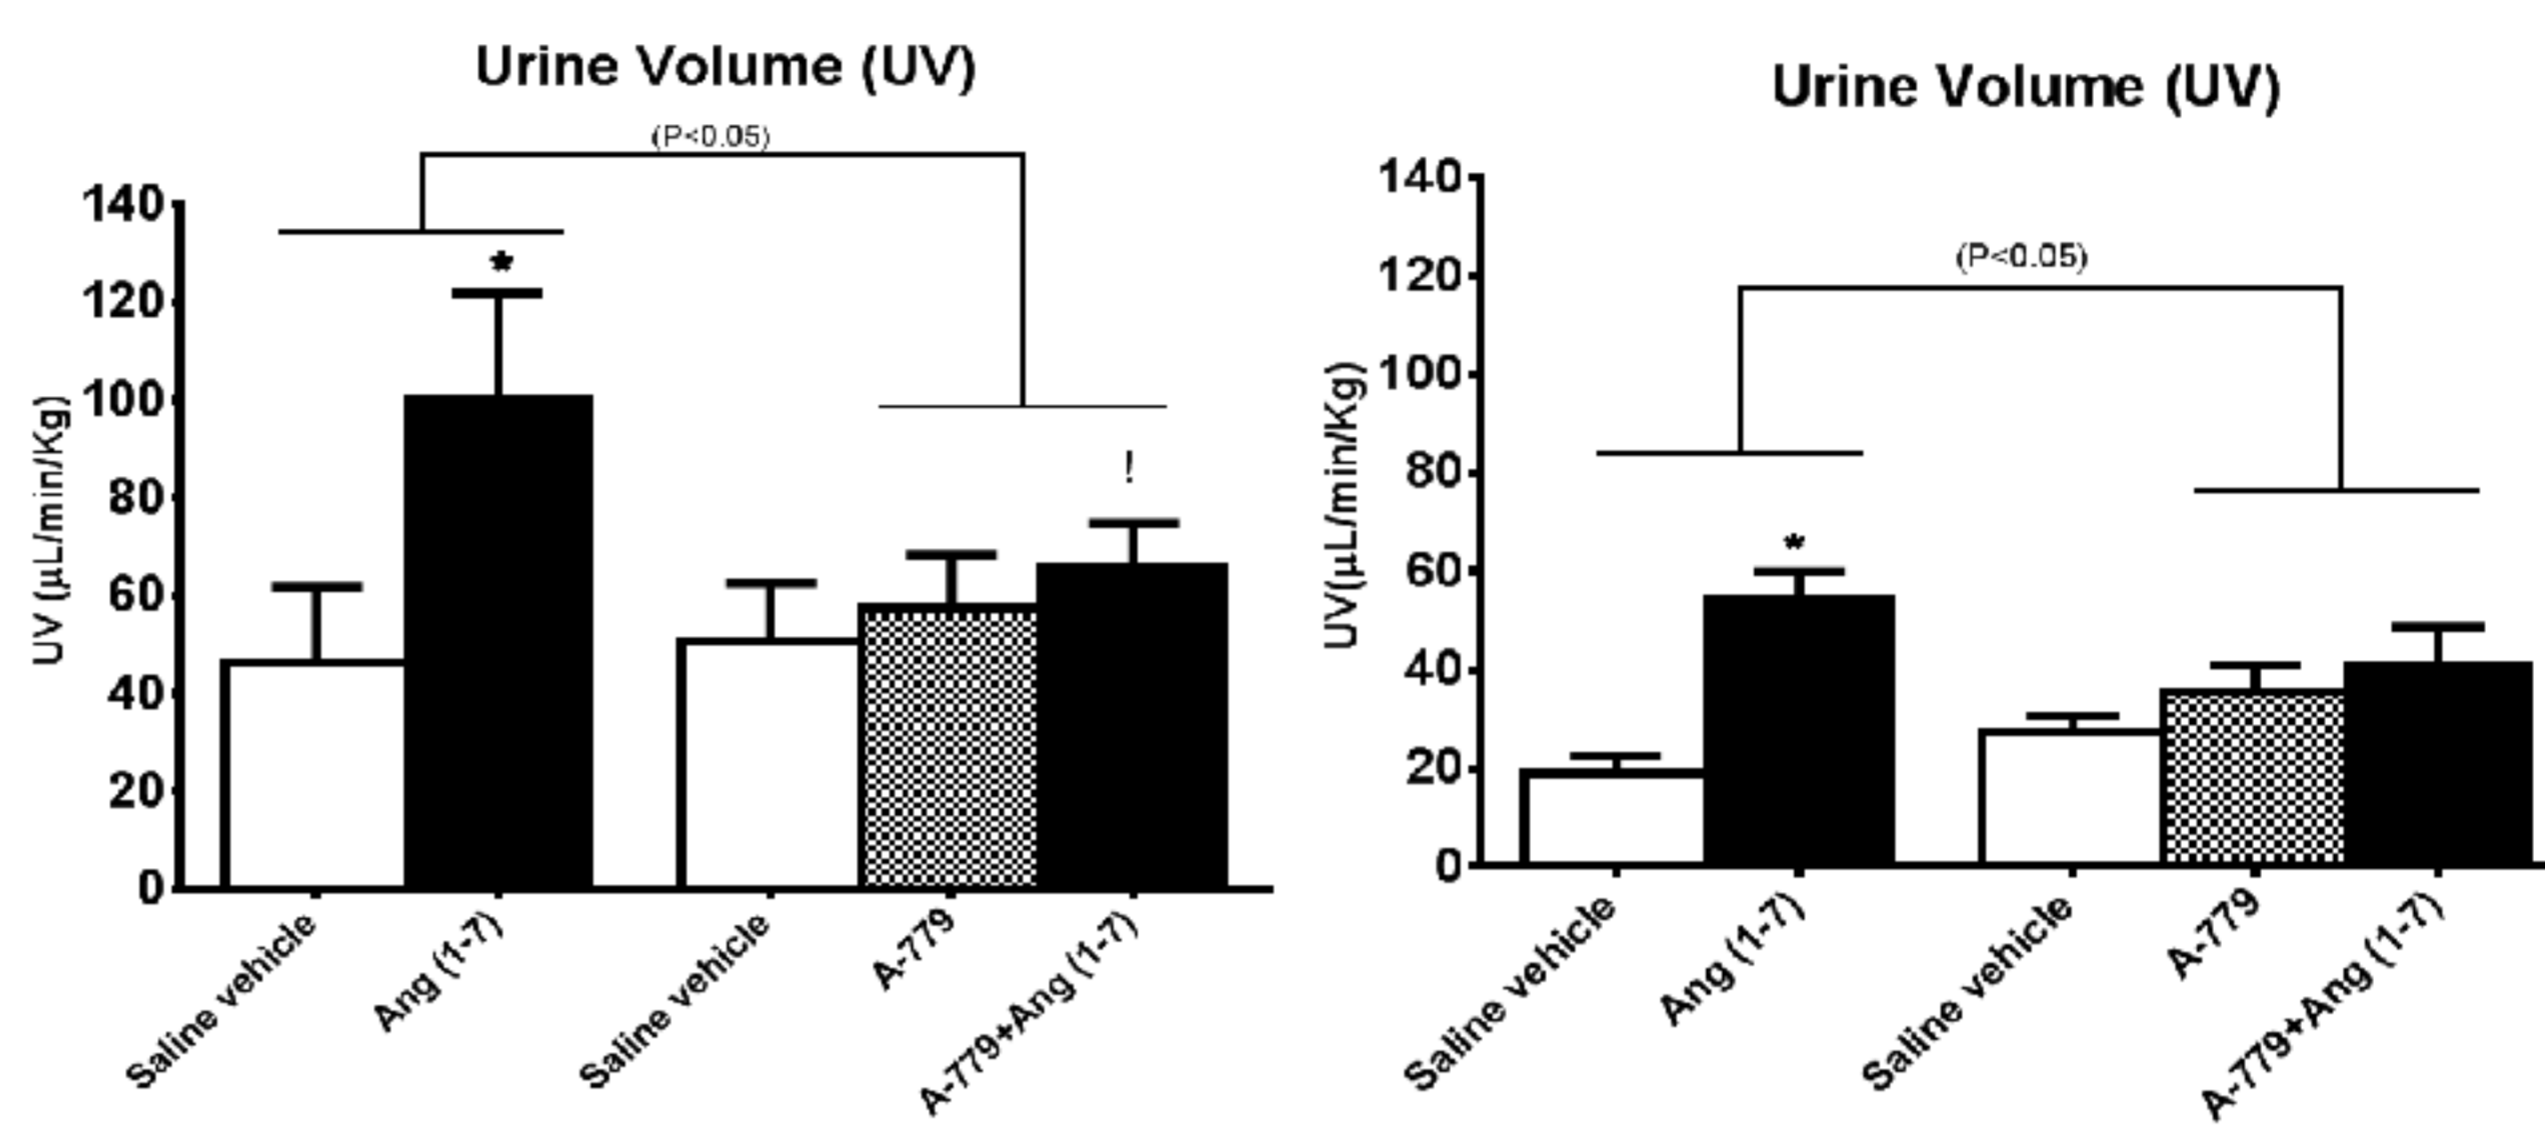 Urine Volume (UV)
(P<0.05)
140
120
100
80
60
40
20
0
UV (µL/min/Kg)
*
!
Saline vehicle
Ang (1-7)
Saline vehicle
A-779
A-779+Ang (1-7)
Urine Volume (UV)
(P<0.05)
140
120
100
80
60
40
20
0
UV(µL/min/Kg)
*
Saline vehicle
Ang (1-7)
Saline vehicle
A-779
A-779+Ang (1-7)